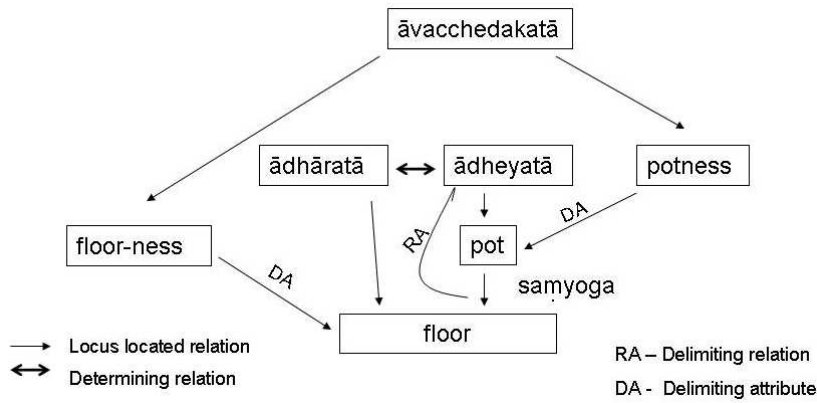 āvacchedakatā
ādhāratā
ādheyatā
potness
DA
floor-ness
RA
pot
DA
saṃyoga
floor
Locus located relation
Determining relation
RA – Delimiting relation
DA - Delimiting attribute